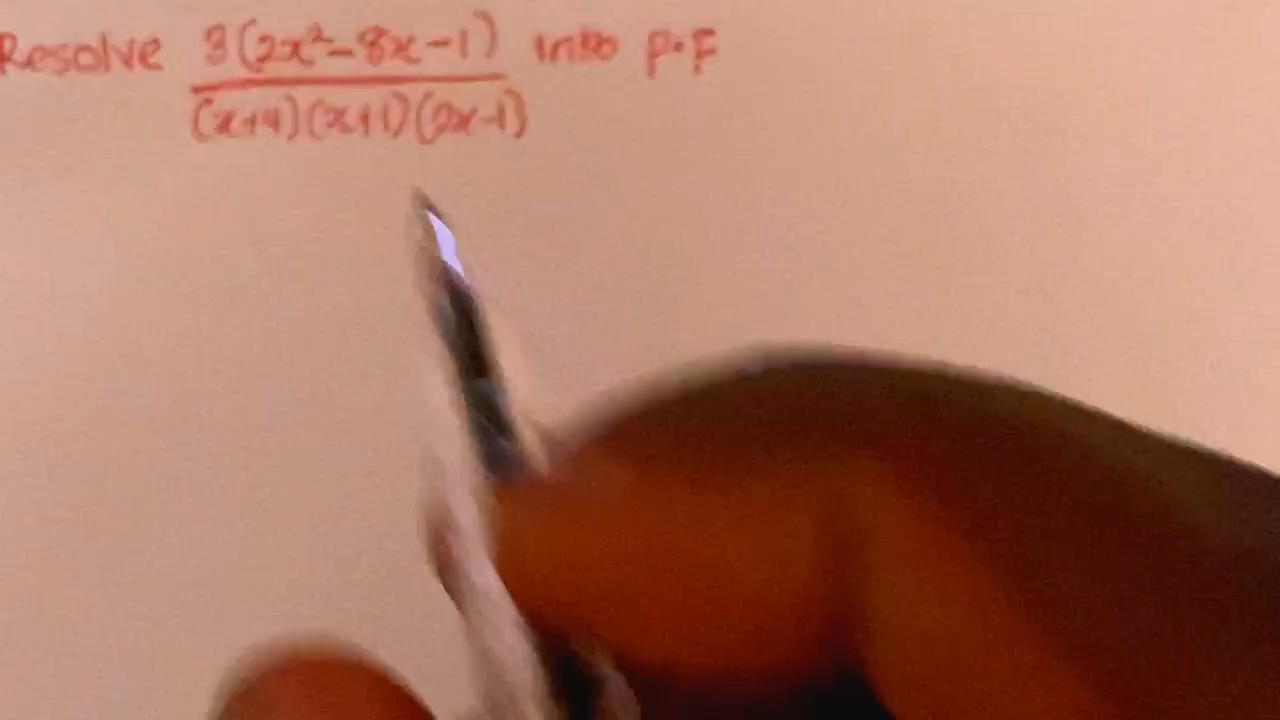 Resolve 3(2x²-8x-1) into P.F
(x+4)(x+1)(2x-1)